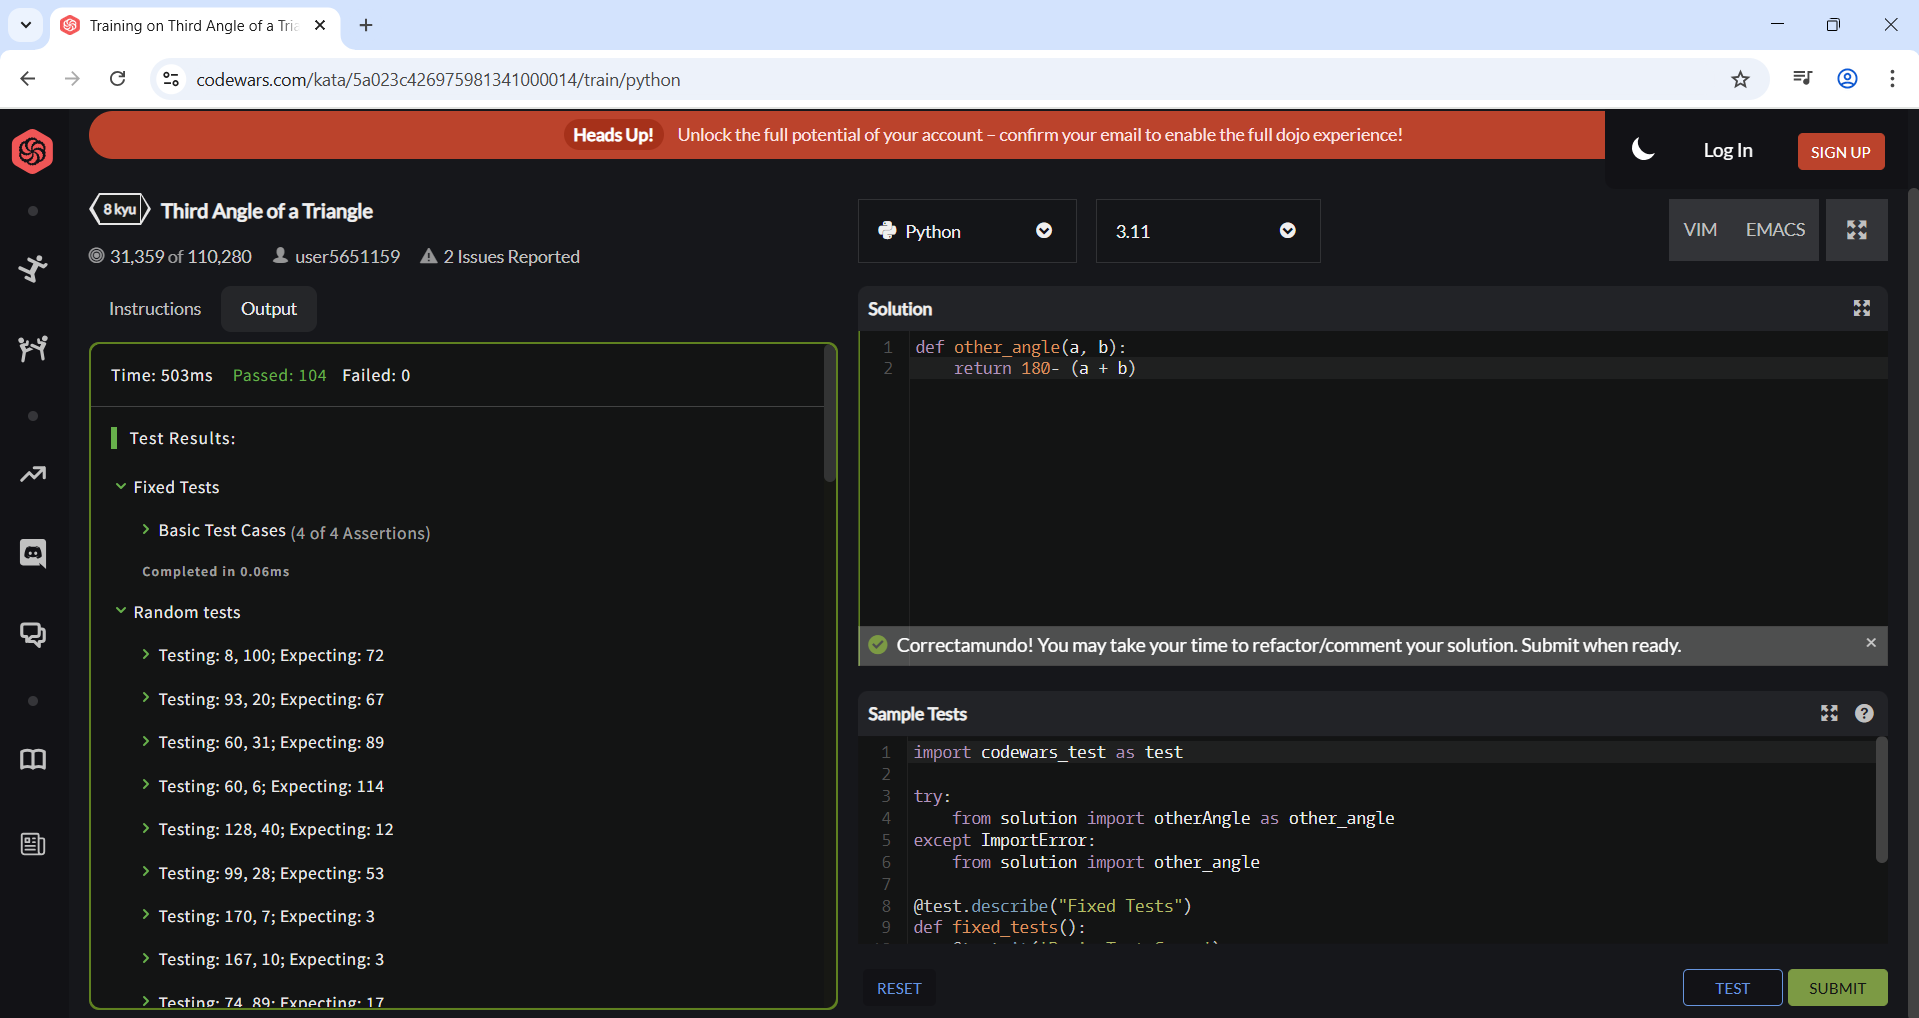 Training on Third Angle of a Tria
codewars.com/kata/5a023c426975981341000014/train/python
Heads Up! Unlock the full potential of your account – confirm your email to enable the full dojo experience!
Log In
SIGN UP
8 kyu Third Angle of a Triangle
31,359 of 110,280 user5651159 2 Issues Reported
Python
3.11
VIM EMACS
Instructions
Output
Time: 503ms Passed: 104 Failed: 0
Test Results:
Fixed Tests
Basic Test Cases (4 of 4 Assertions)
Completed in 0.06ms
Random tests
Testing: 8, 100; Expecting: 72
Testing: 93, 20; Expecting: 67
Testing: 60, 31; Expecting: 89
Testing: 60, 6; Expecting: 114
Testing: 128, 40; Expecting: 12
Testing: 99, 28; Expecting: 53
Testing: 170, 7; Expecting: 3
Testing: 167, 10; Expecting: 3
Testing: 74, 89; Expecting: 17
Solution
1 def other_angle(a, b):
2 return 180- (a + b)
Correctamundo! You may take your time to refactor/comment your solution. Submit when ready.
Sample Tests
1 import codewars_test as test
2
3 try:
4 from solution import otherAngle as other_angle
5 except ImportError:
6 from solution import other_angle
7
8 @test.describe("Fixed Tests")
9 def fixed_tests():
RESET
TEST
SUBMIT